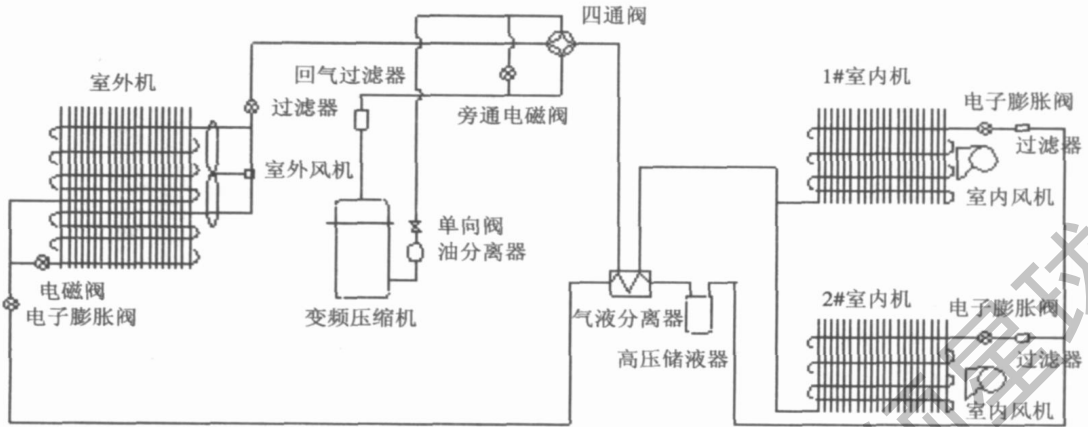 四通阀
室外机
回气过滤器
1#室内机
过滤器
旁通电磁阀
电子膨胀阀
过滤器
室外风机
室内风机
单向阀
油分离器
电磁阀
电子膨胀阀
变频压缩机
气液分离器
2#室内机
电子膨胀阀
高压储液器
过滤器
室内风机
星球